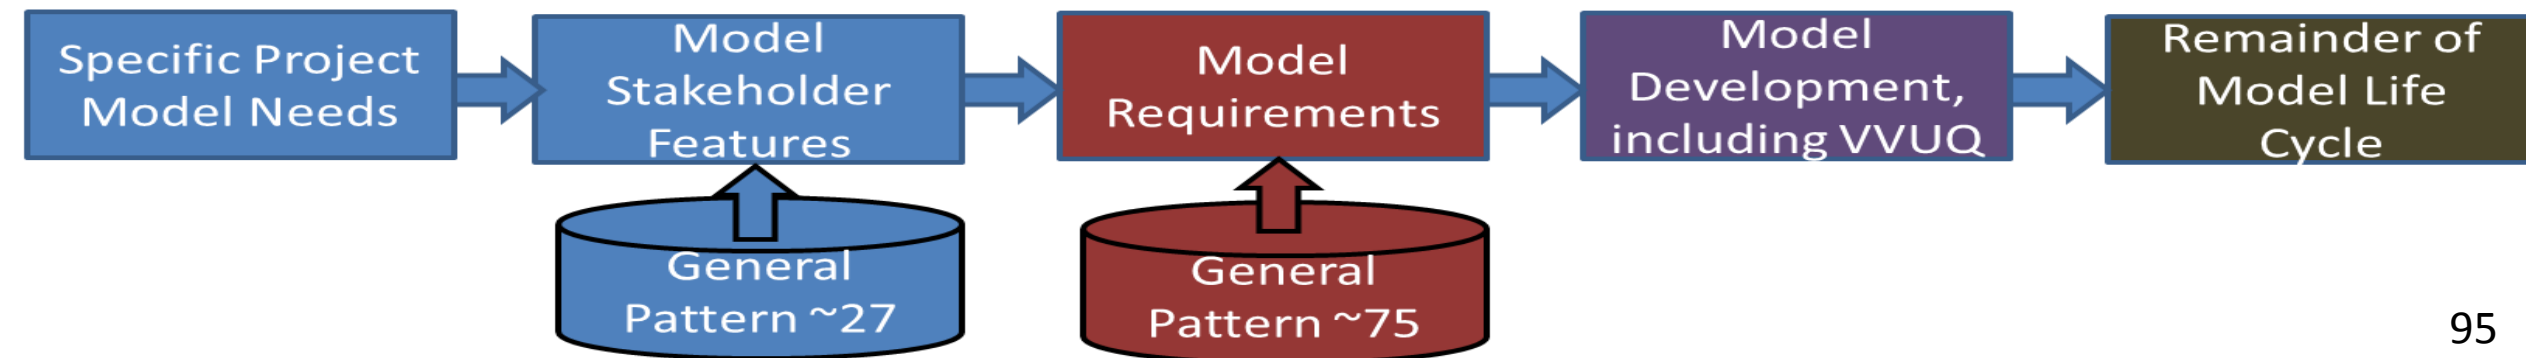 Specific Project
Model Needs
Model
Stakeholder
Features
Model
Requirements
Model
Development,
including VVUQ
Remainder of
Model Life
Cycle
General
Pattern ~27
General
Pattern ~75
95